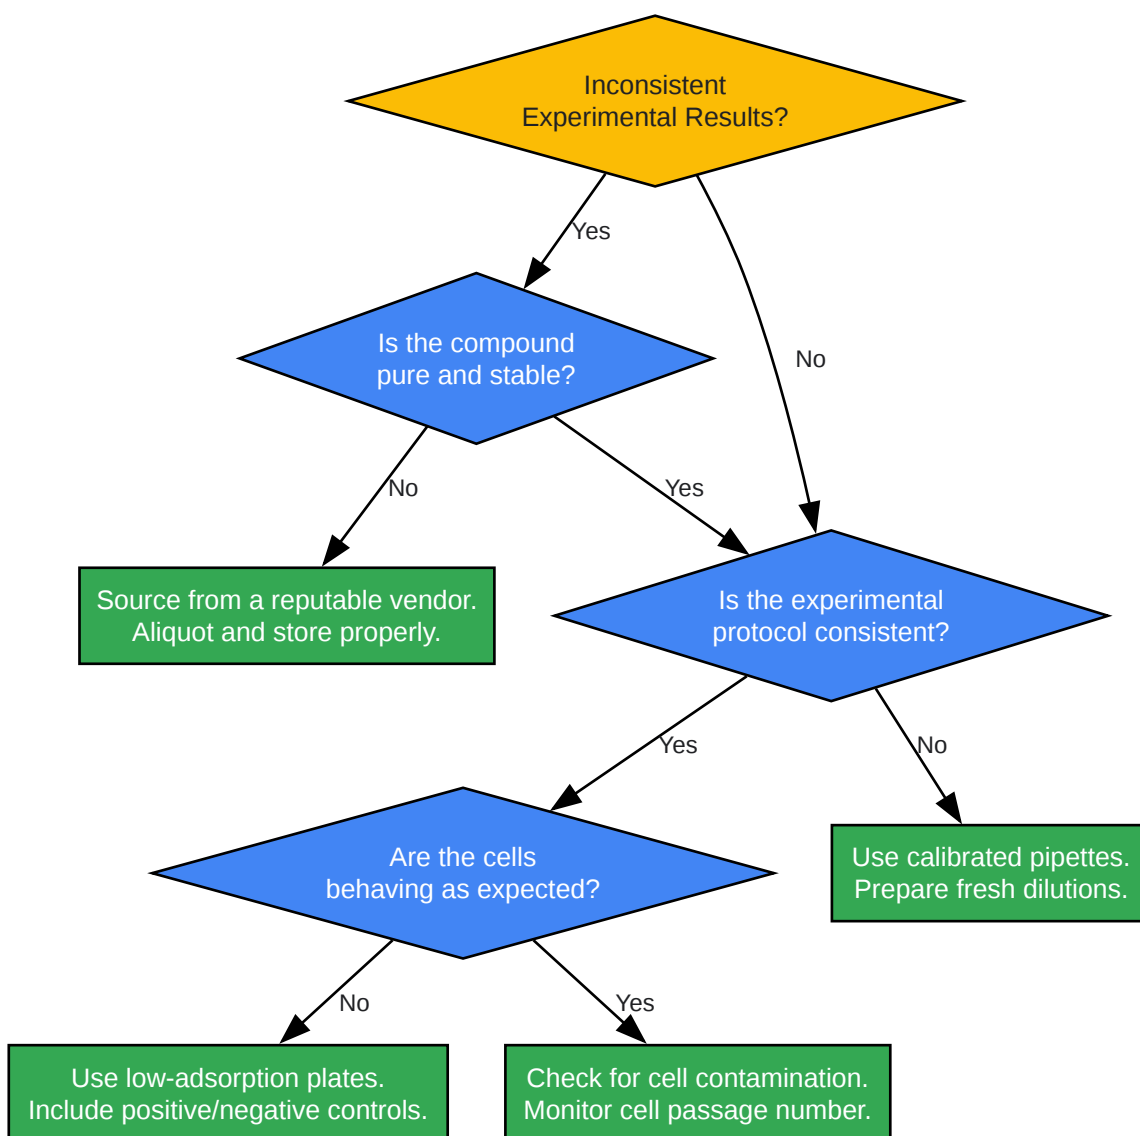 Inconsistent
Experimental Results?
Yes
Is the compound
pure and stable?
No
No
Yes
Source from a reputable vendor.
Aliquot and store properly.
Is the experimental
protocol consistent?
Yes
No
Are the cells
behaving as expected?
Use calibrated pipettes.
Prepare fresh dilutions.
No
Yes
Use low-adsorption plates.
Include positive/negative controls.
Check for cell contamination.
Monitor cell passage number.